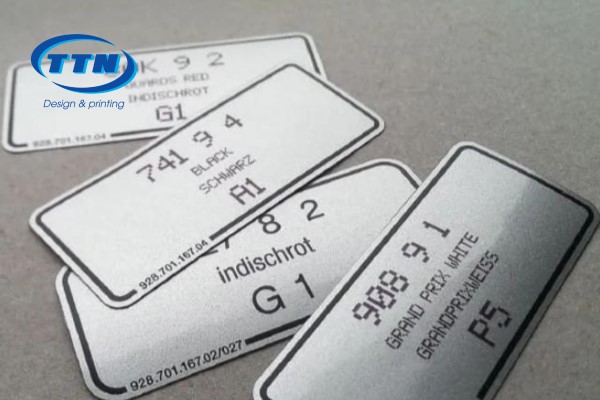 TTN
Design & printing
K 9 2
GUARDS RED
INDISCHROT
G1
928.701.167.04
741 9 4
BLACK
SCHWARZ
A1
928.701.167.04
8 2
indischrot
G 1
928.701.167.02/027
908 9 1
GRAND PRIX WHITE
GRANDPRIXWEISS
P5